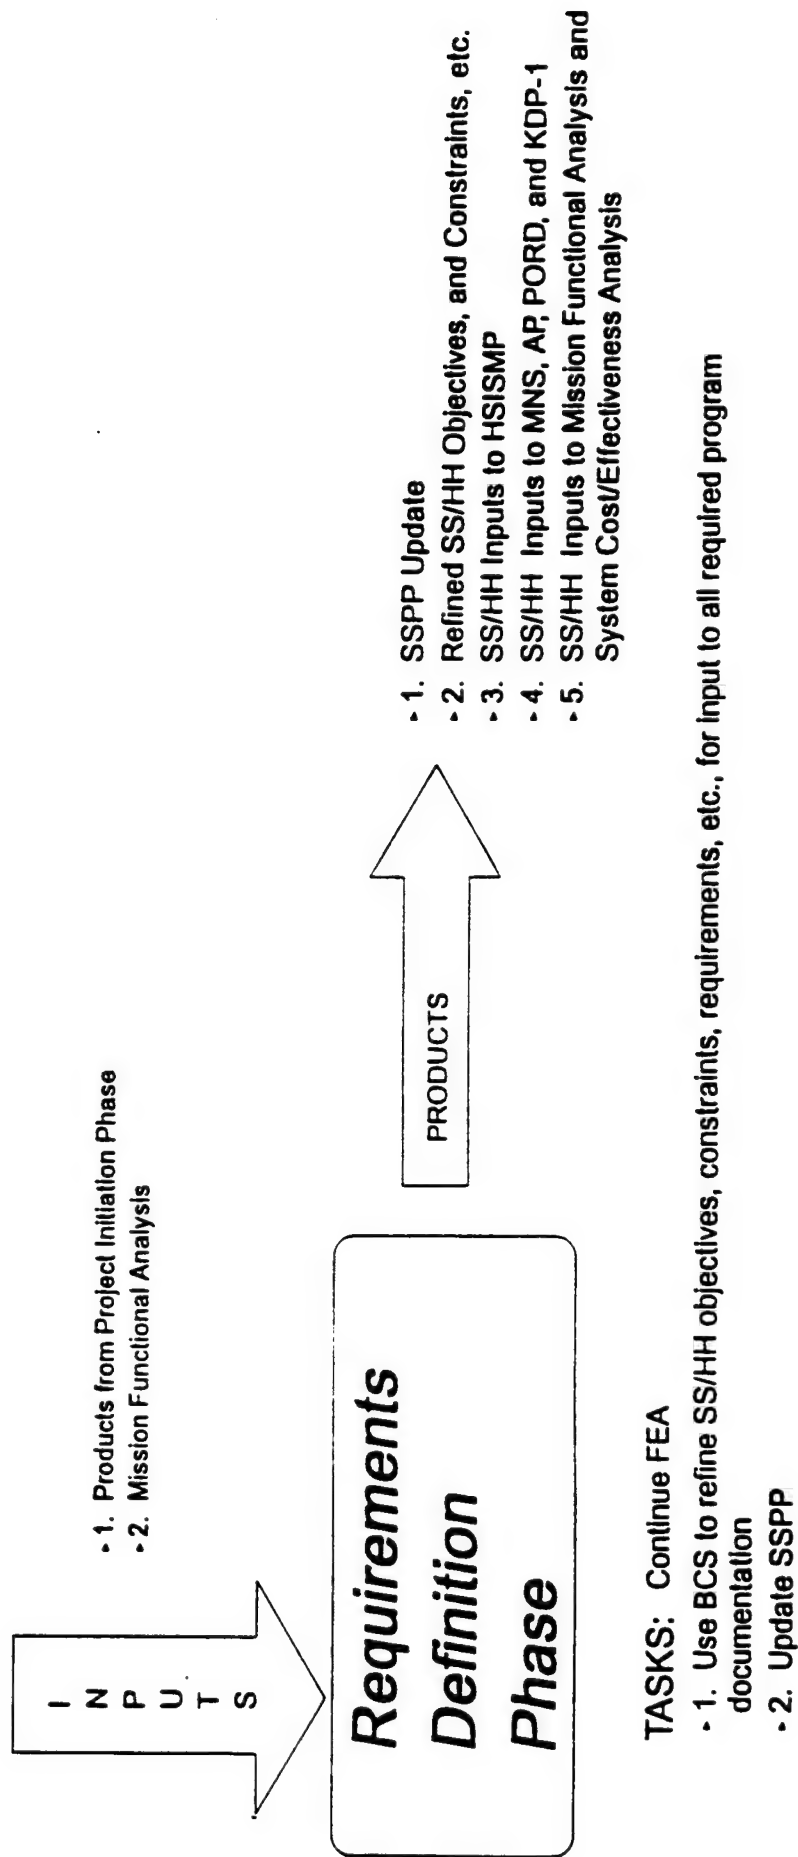 INPUTS
1. Products from Project Initiation Phase
2. Mission Functional Analysis
Requirements
Definition
Phase
PRODUCTS
1. SSPP Update
2. Refined SS/HH Objectives, and Constraints, etc.
3. SS/HH Inputs to HSISMP
4. SS/HH Inputs to MNS, AP, PORD, and KDP-1
5. SS/HH Inputs to Mission Functional Analysis and
System Cost/Effectiveness Analysis
TASKS: Continue FEA
1. Use BCS to refine SS/HH objectives, constraints, requirements, etc., for input to all required program
documentation
2. Update SSPP